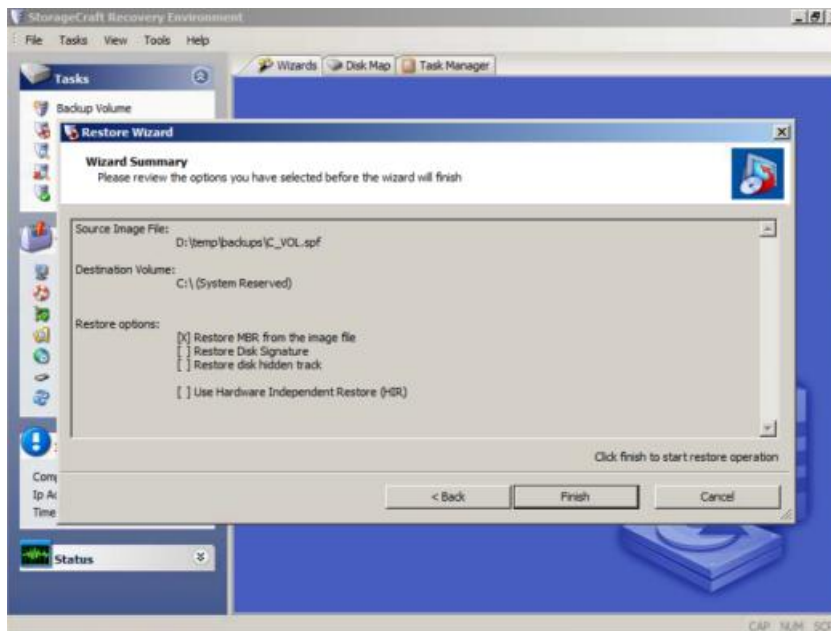 StorageCraft Recovery Environment
File Tasks View Tools Help
Tasks
Wizards Disk Map Task Manager
Backup Volume
Restore Wizard
Wizard Summary
Please review the options you have selected before the wizard will finish
Source Image File:
D:\temp\backups\C_VOL.spf
Destination Volume:
C:\ (System Reserved)
Restore options:
[X] Restore MBR from the image file
[ ] Restore Disk Signature
[ ] Restore disk hidden track
[ ] Use Hardware Independent Restore (HIR)
Click finish to start restore operation
< Back Finish Cancel
Ip
Time
Status
CAP NUM